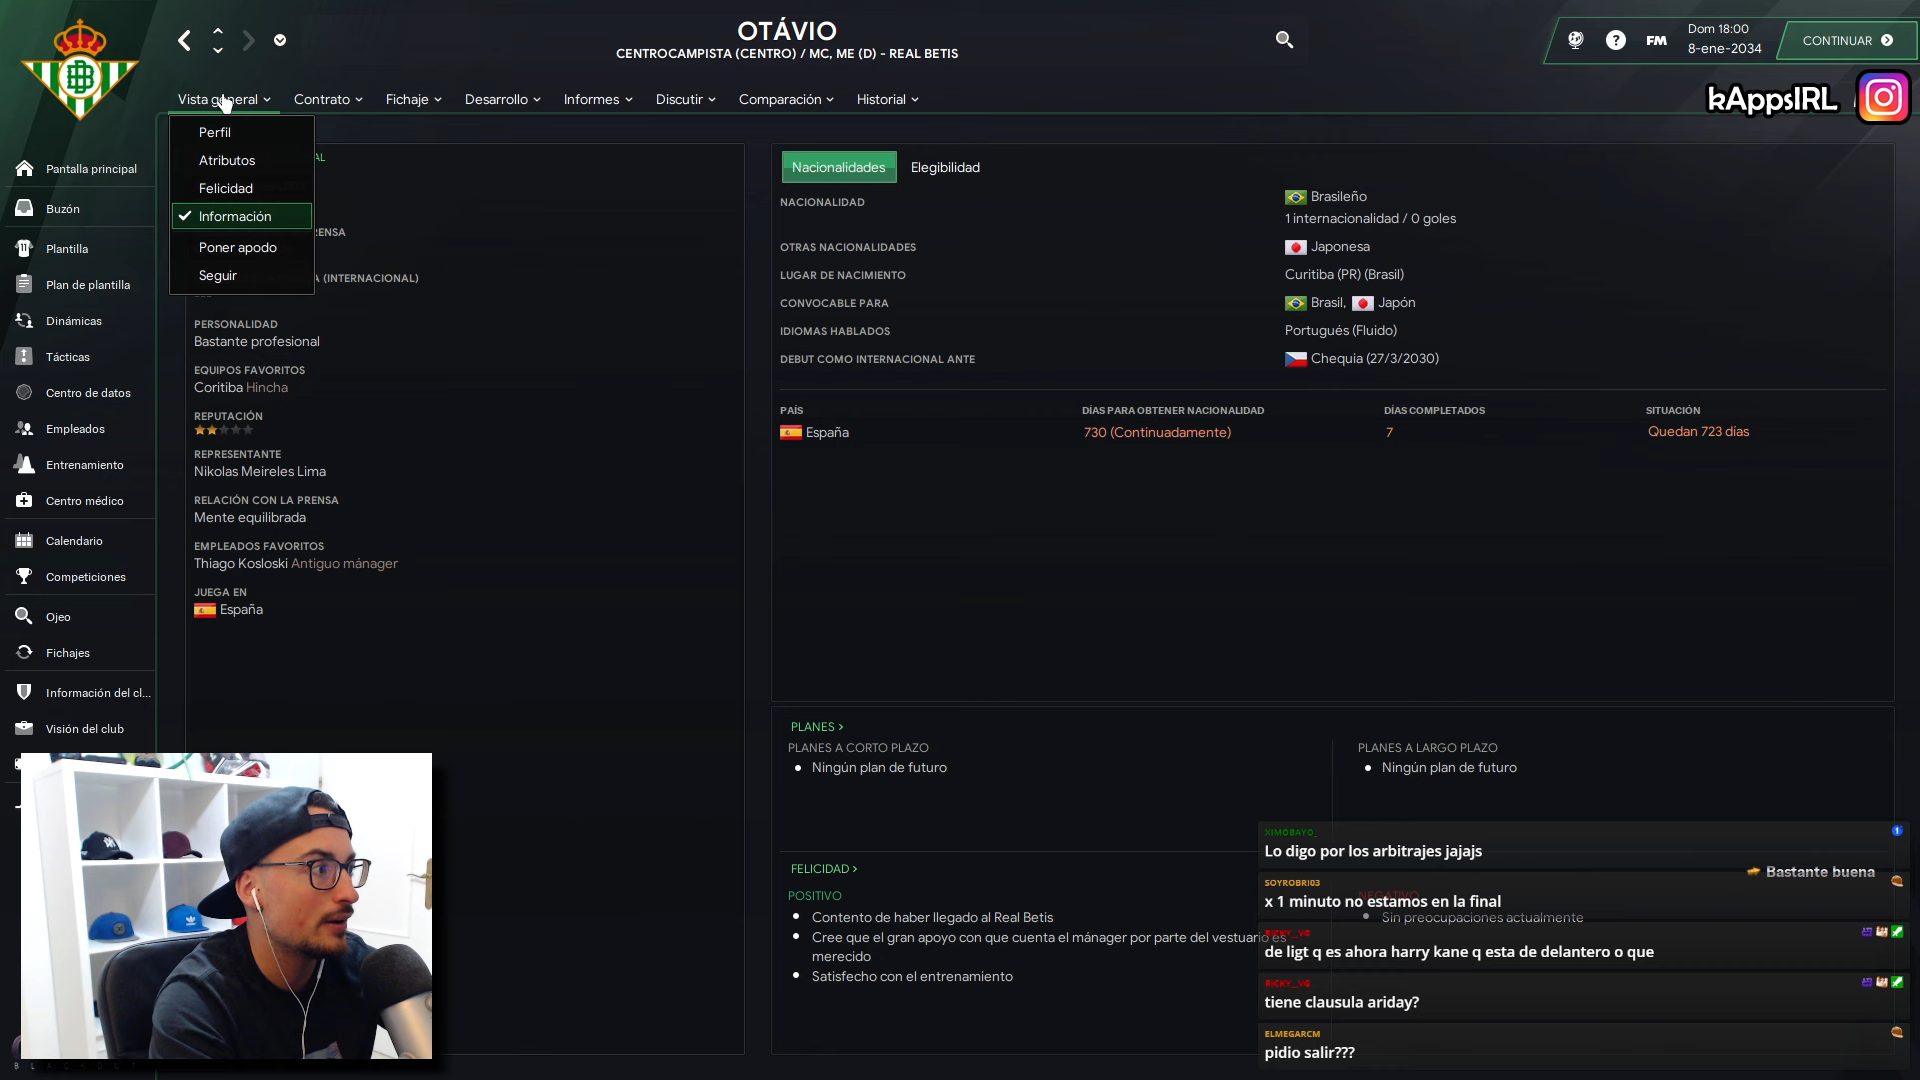 OTÁVIO
CENTROCAMPISTA (CENTRO) / MC, ME (D) - REAL BETIS
FM
Dom 18:00
8-ene-2034
CONTINUAR
kAppsIRL
Vista general
Contrato
Fichaje
Desarrollo
Informes
Discutir
Comparación
Historial
Perfil
Atributos
Felicidad
Información
Poner apodo
Seguir
Pantalla principal
Buzón
Plantilla
Plan de plantilla
Dinámicas
Tácticas
Centro de datos
Empleados
Entrenamiento
Centro médico
Calendario
Competiciones
Ojeo
Fichajes
Información del cl...
Visión del club
AL
RENSA
A (INTERNACIONAL)
PERSONALIDAD
Bastante profesional
EQUIPOS FAVORITOS
Coritiba Hincha
REPUTACIÓN
REPRESENTANTE
Nikolas Meireles Lima
RELACIÓN CON LA PRENSA
Mente equilibrada
EMPLEADOS FAVORITOS
Thiago Kosloski Antiguo mánager
JUEGA EN
España
Nacionalidades
Elegibilidad
NACIONALIDAD
Brasileño
1 internacionalidad / 0 goles
OTRAS NACIONALIDADES
Japonesa
LUGAR DE NACIMIENTO
Curitiba (PR) (Brasil)
CONVOCABLE PARA
Brasil, Japón
IDIOMAS HABLADOS
Portugués (Fluido)
DEBUT COMO INTERNACIONAL ANTE
Chequia (27/3/2030)
PAÍS
DÍAS PARA OBTENER NACIONALIDAD
DÍAS COMPLETADOS
SITUACIÓN
España
730 (Continuadamente)
7
Quedan 723 días
PLANES >
PLANES A CORTO PLAZO
Ningún plan de futuro
PLANES A LARGO PLAZO
Ningún plan de futuro
FELICIDAD >
Bastante buena
POSITIVO
Contento de haber llegado al Real Betis
Cree que el gran apoyo con que cuenta el mánager por parte del vestuario es
merecido
Satisfecho con el entrenamiento
NEGATIVO
Sin preocupaciones actualmente
XIMOBAYO_
Lo digo por los arbitrajes jajajs
SOYROBRI03
x 1 minuto no estamos en la final
RICKY_VG
de ligt q es ahora harry kane q esta de delantero o que
RICKY_VG
tiene clausula ariday?
ELMEGARCM
pidio salir???